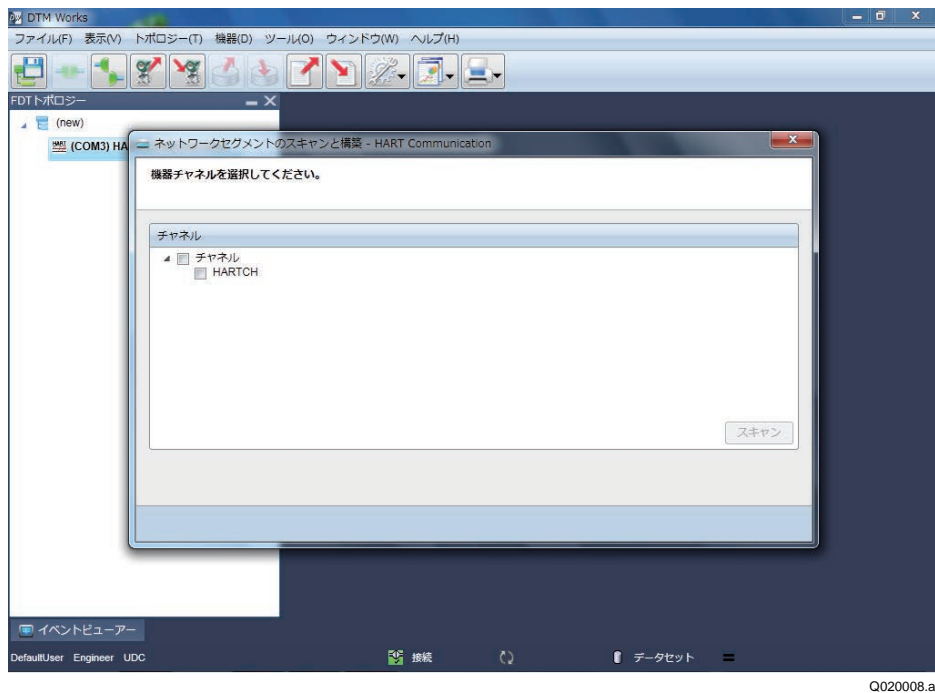 DTM Works
ファイル(F) 表示(V) トポロジー(T) 機器(D) ツール(O) ウィンドウ(W) ヘルプ(H)
FDTトポロジー
(new)
(COM3) HA
ネットワークセグメントのスキャンと構築 - HART Communication
機器チャネルを選択してください。
チャネル
チャネル
HARTCH
スキャン
イベントビューアー
DefaultUser Engineer UDC 接続 データセット
Q020008.a